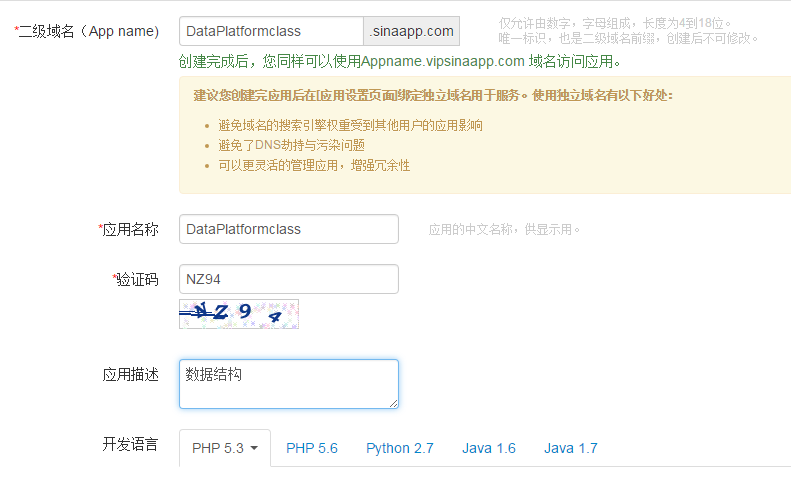 *二级域名（App name） DataPlatformclass .sinaapp.com 仅允许由数字，字母组成，长度为4到18位。
唯一标识，也是二级域名前缀，创建后不可修改。
创建完成后，您同样可以使用Appname.vipsinaapp.com 域名访问应用。
建议您创建完应用后在[应用设置页面]绑定独立域名用于服务。使用独立域名有以下好处：
• 避免域名的搜索引擎权重受到其他用户的应用影响
• 避免了DNS劫持与污染问题
• 可以更灵活的管理应用，增强冗余性
*应用名称 DataPlatformclass 应用的中文名称，供显示用。
*验证码 NZ94
NZ94
应用描述 数据结构
开发语言 PHP 5.3 PHP 5.6 Python 2.7 Java 1.6 Java 1.7